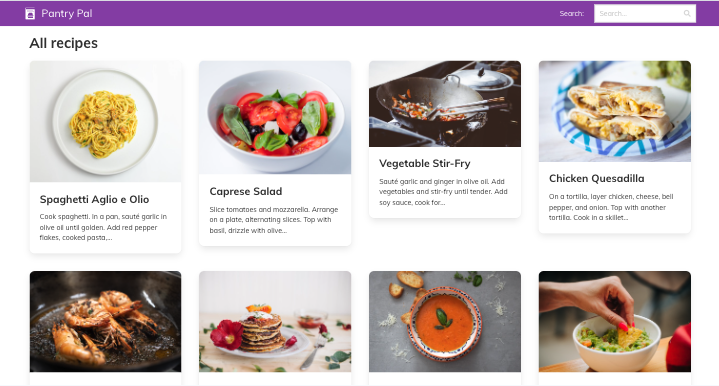 Pantry Pal
Search:
Search...
All recipes
Spaghetti Aglio e Olio
Cook spaghetti. In a pan, sauté garlic in
olive oil until golden. Add red pepper
flakes, cooked pasta,...
Caprese Salad
Slice tomatoes and mozzarella. Arrange
on a plate, alternating slices. Top with
basil, drizzle with olive...
Vegetable Stir-Fry
Sauté garlic and ginger in olive oil. Add
vegetables and stir-fry until tender. Add
soy sauce, cook for...
Chicken Quesadilla
On a tortilla, layer chicken, cheese, bell
pepper, and onion. Top with another
tortilla. Cook in a skillet...